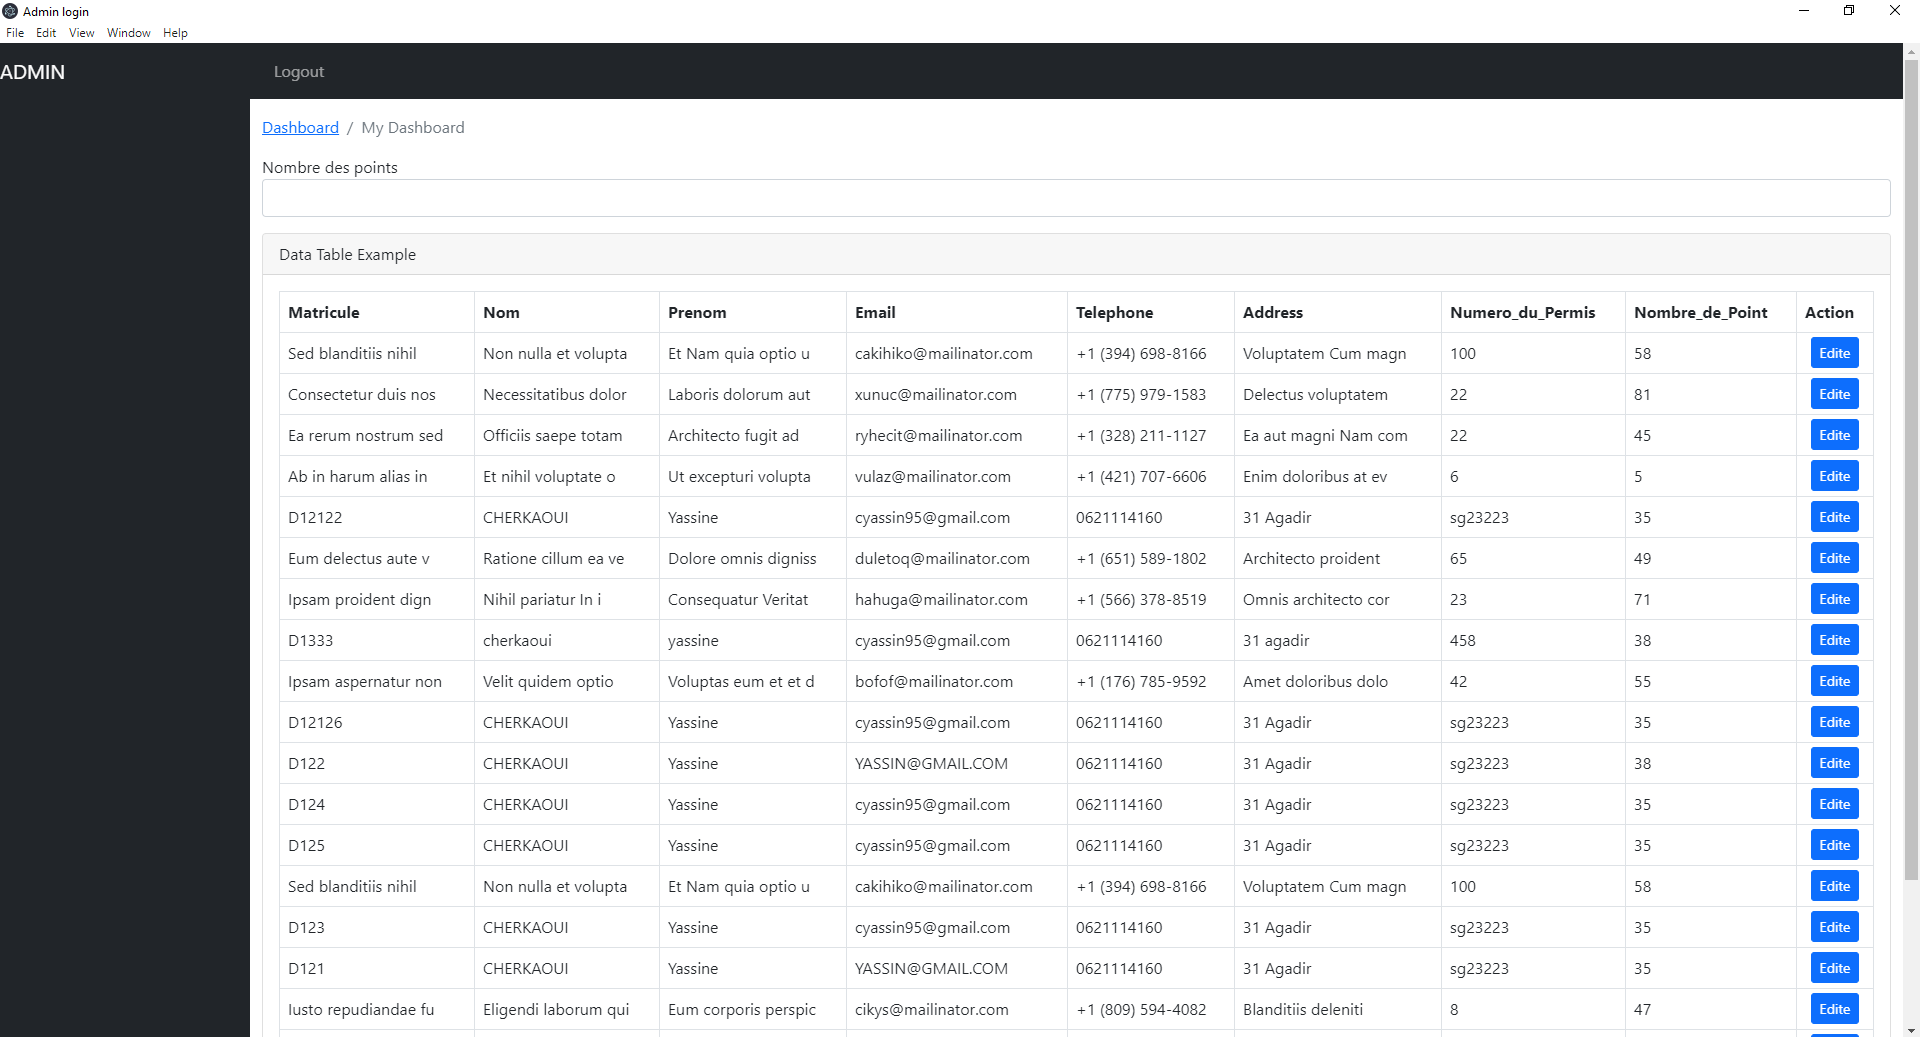 Admin login
File Edit View Window Help
ADMIN Logout
Dashboard / My Dashboard
Nombre des points
Data Table Example
Matricule Nom Prenom Email Telephone Address Numero_du_Permis Nombre_de_Point Action
Sed blanditiis nihil Non nulla et volupta Et Nam quia optio u cakihiko@mailinator.com +1 (394) 698-8166 Voluptatem Cum magn 100 58 Edite
Consectetur duis nos Necessitatibus dolor Laboris dolorum aut xunuc@mailinator.com +1 (775) 979-1583 Delectus voluptatem 22 81 Edite
Ea rerum nostrum sed Officiis saepe totam Architecto fugit ad ryhecit@mailinator.com +1 (328) 211-1127 Ea aut magni Nam com 22 45 Edite
Ab in harum alias in Et nihil voluptate o Ut excepturi volupta vulaz@mailinator.com +1 (421) 707-6606 Enim doloribus at ev 6 5 Edite
D12122 CHERKAOUI Yassine cyassin95@gmail.com 0621114160 31 Agadir sg23223 35 Edite
Eum delectus aute v Ratione cillum ea ve Dolore omnis digniss duletoq@mailinator.com +1 (651) 589-1802 Architecto proident 65 49 Edite
Ipsam proident dign Nihil pariatur In i Consequatur Veritat hahuga@mailinator.com +1 (566) 378-8519 Omnis architecto cor 23 71 Edite
D1333 cherkaoui yassine cyassin95@gmail.com 0621114160 31 agadir 458 38 Edite
Ipsam aspernatur non Velit quidem optio Voluptas eum et et d bofof@mailinator.com +1 (176) 785-9592 Amet doloribus dolo 42 55 Edite
D12126 CHERKAOUI Yassine cyassin95@gmail.com 0621114160 31 Agadir sg23223 35 Edite
D122 CHERKAOUI Yassine YASSIN@GMAIL.COM 0621114160 31 Agadir sg23223 38 Edite
D124 CHERKAOUI Yassine cyassin95@gmail.com 0621114160 31 Agadir sg23223 35 Edite
D125 CHERKAOUI Yassine cyassin95@gmail.com 0621114160 31 Agadir sg23223 35 Edite
Sed blanditiis nihil Non nulla et volupta Et Nam quia optio u cakihiko@mailinator.com +1 (394) 698-8166 Voluptatem Cum magn 100 58 Edite
D123 CHERKAOUI Yassine cyassin95@gmail.com 0621114160 31 Agadir sg23223 35 Edite
D121 CHERKAOUI Yassine YASSIN@GMAIL.COM 0621114160 31 Agadir sg23223 35 Edite
Iusto repudiandae fu Eligendi laborum qui Eum corporis perspic cikys@mailinator.com +1 (809) 594-4082 Blanditiis deleniti 8 47 Edite